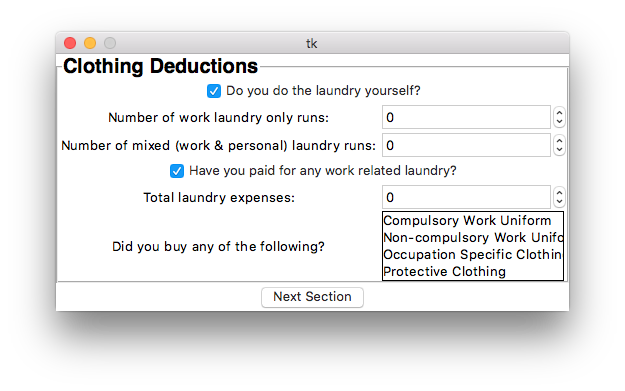 tk
Clothing Deductions
Do you do the laundry yourself?
Number of work laundry only runs: 0
Number of mixed (work & personal) laundry runs: 0
Have you paid for any work related laundry?
Total laundry expenses: 0
Compulsory Work Uniform
Non-compulsory Work Unifo
Did you buy any of the following?
Occupation Specific Clothin
Protective Clothing
Next Section